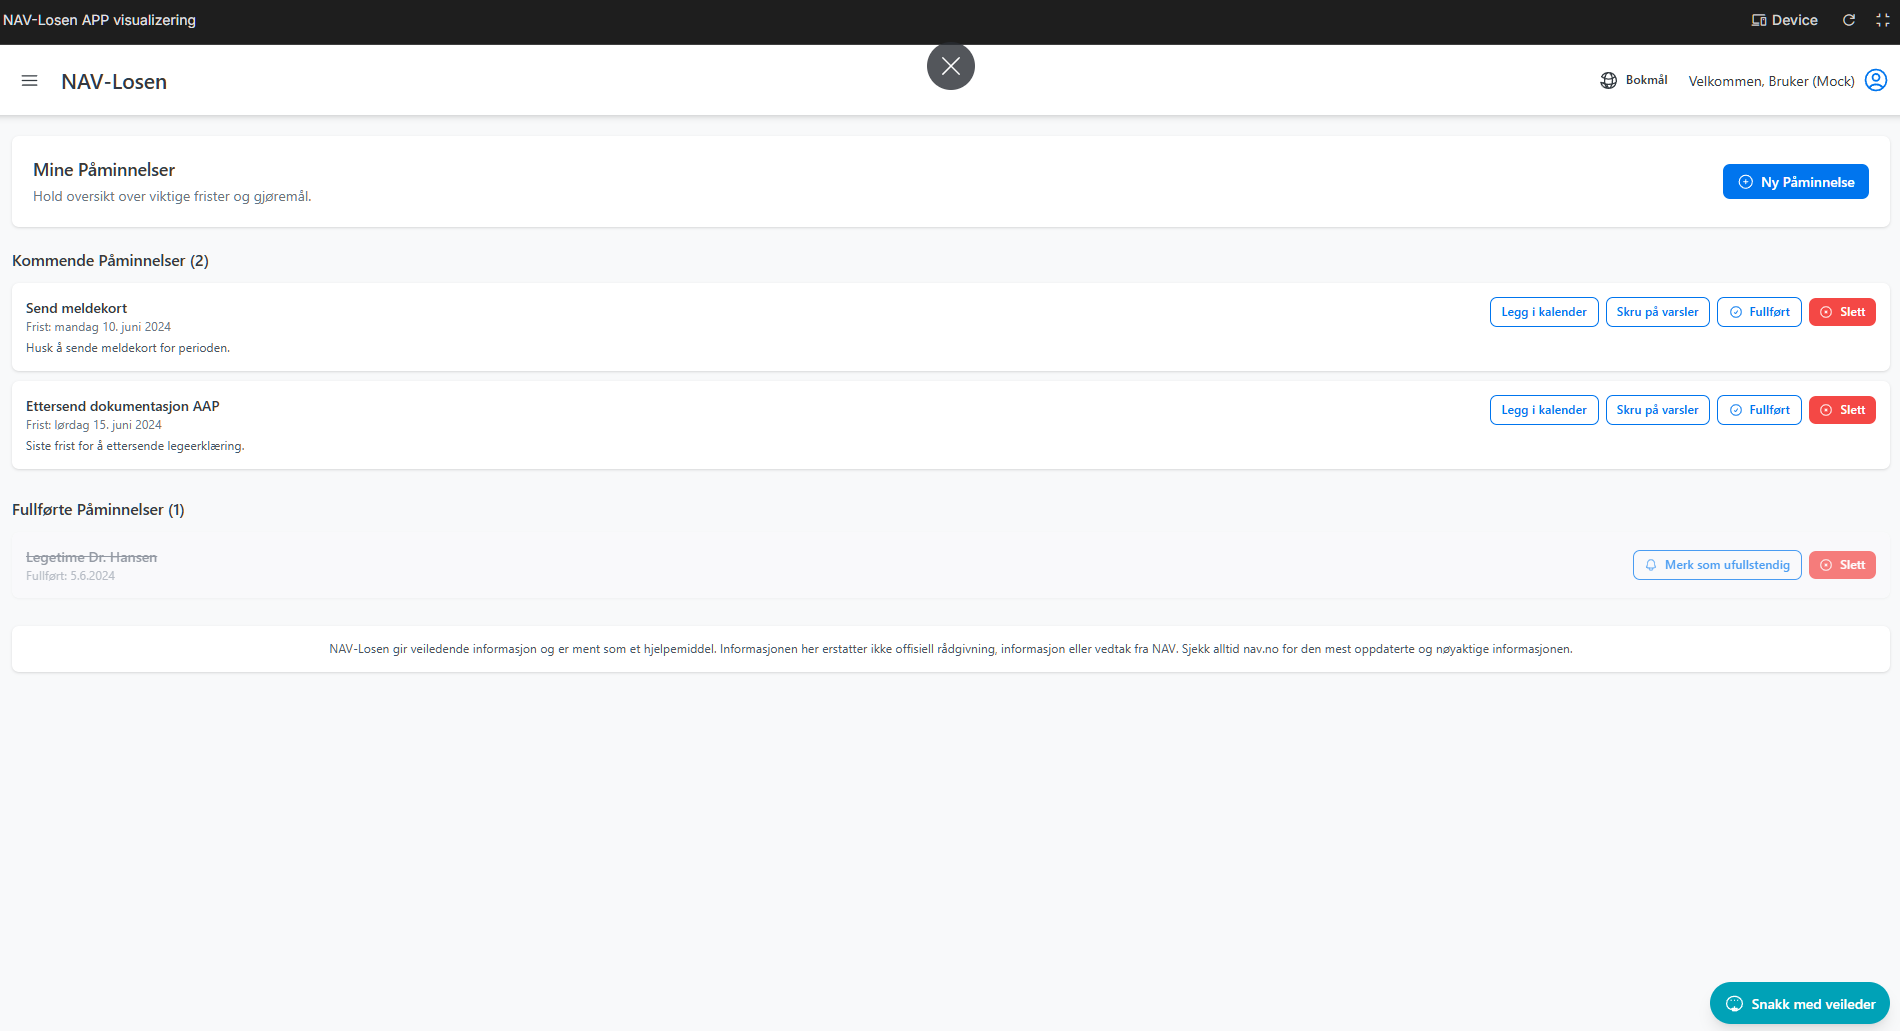 NAV-Losen APP visualizering
Device
NAV-Losen
Bokmål
Velkommen, Bruker (Mock)
Mine Påminnelser
Hold oversikt over viktige frister og gjøremål.
Ny Påminnelse
Kommende Påminnelser (2)
Send meldekort
Frist: mandag 10. juni 2024
Husk å sende meldekort for perioden.
Legg i kalender
Skru på varsler
Fullført
Slett
Ettersend dokumentasjon AAP
Frist: lørdag 15. juni 2024
Siste frist for å ettersende legeerklæring.
Legg i kalender
Skru på varsler
Fullført
Slett
Fullførte Påminnelser (1)
Legetime Dr. Hansen
Fullført: 5.6.2024
Merk som ufullstendig
Slett
NAV-Losen gir veiledende informasjon og er ment som et hjelpemiddel. Informasjonen her erstatter ikke offisiell rådgivning, informasjon eller vedtak fra NAV. Sjekk alltid nav.no for den mest oppdaterte og nøyaktige informasjonen.
Snakk med veileder